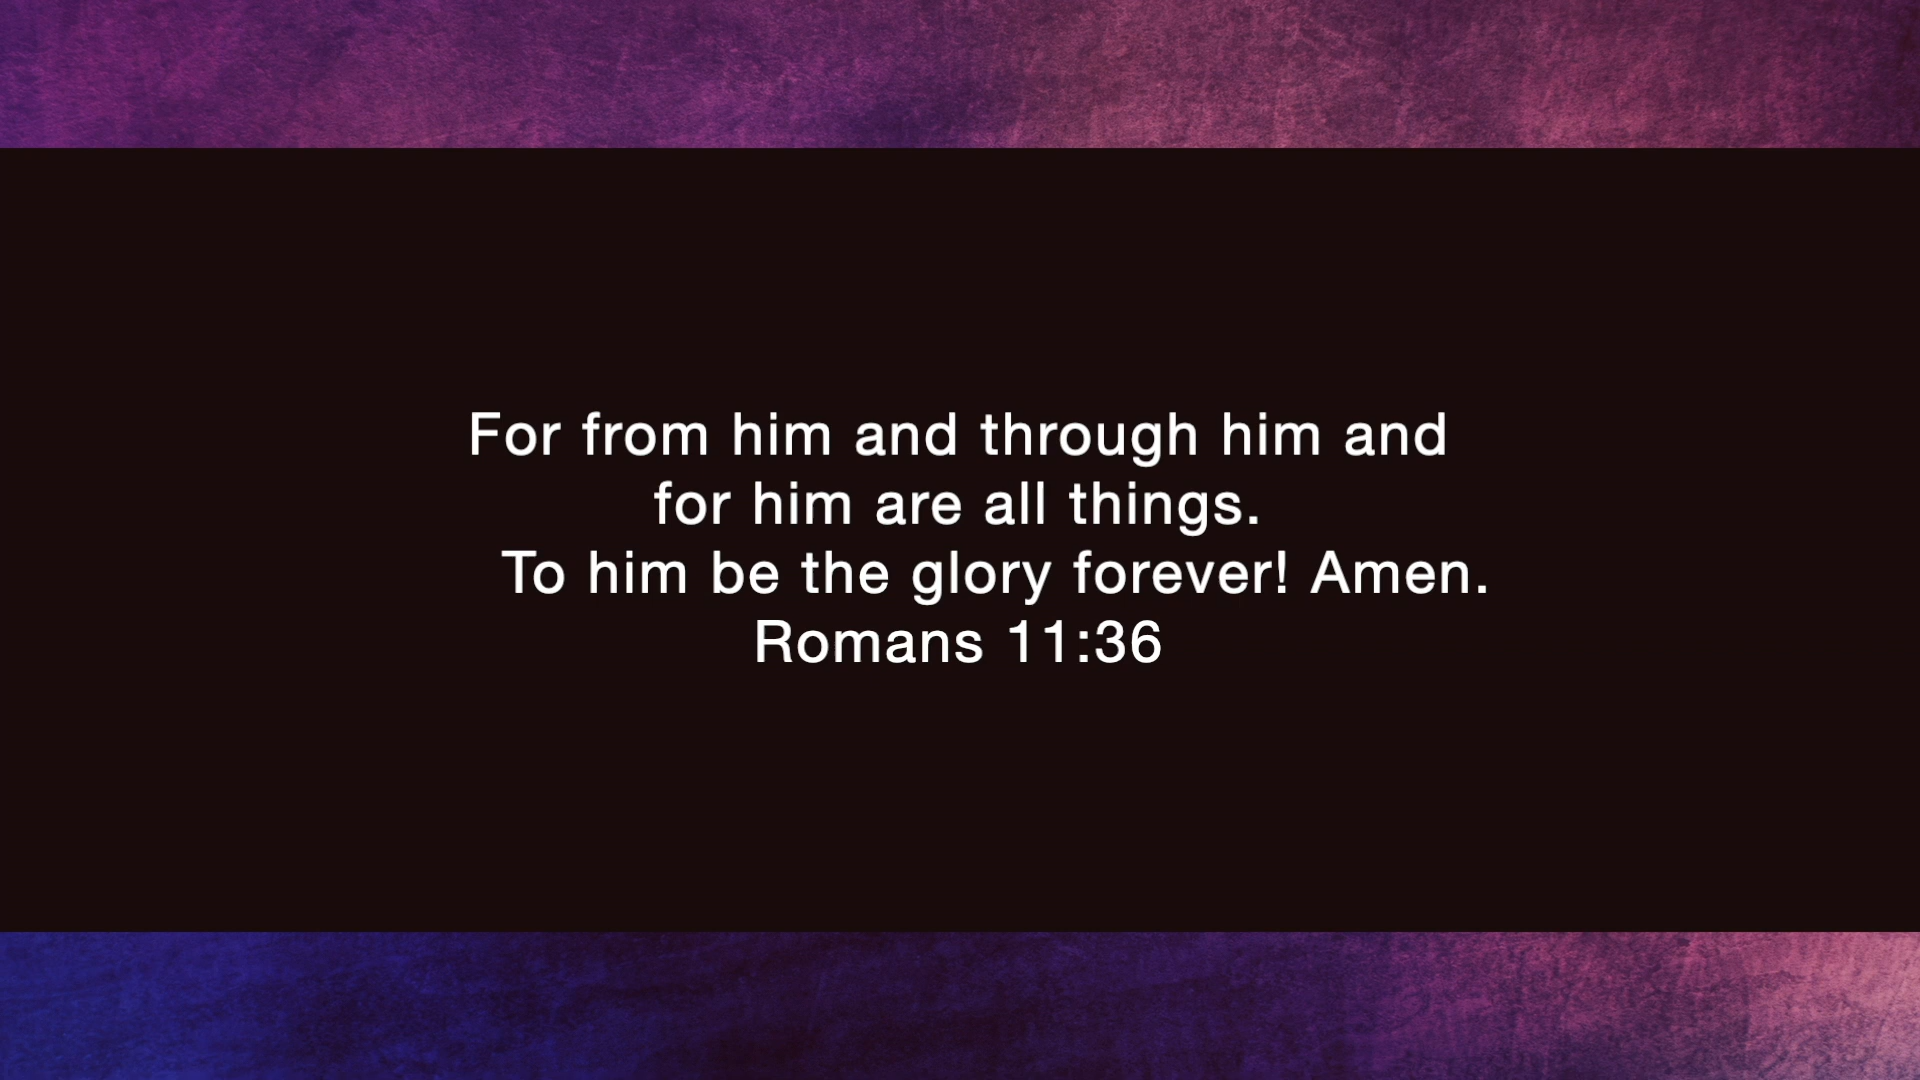 For from him and through him and
for him are all things.
To him be the glory forever! Amen.
Romans 11:36